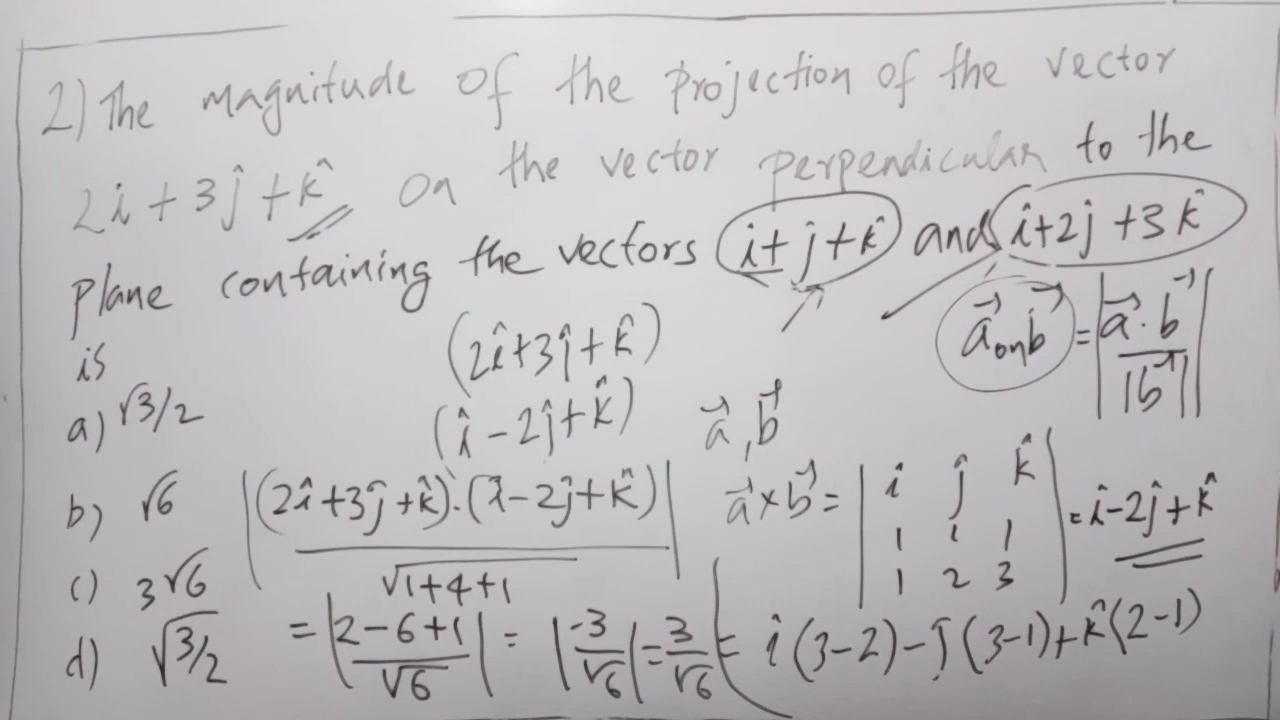 2) The magnitude of the projection of the vector
2i + 3ĵ + k̂ on the vector perpendicular to the
plane containing the vectors i + j + k̂ and î + 2j + 3k̂
is
(2î+3ĵ+k̂)
a⃗ on b⃗ = |a⃗ · b⃗ / |b⃗||
a) √3/2
(î - 2ĵ + k̂)
a⃗, b⃗
b) √6
|(2î + 3ĵ + k̂) · (î - 2ĵ + k̂)| / √1+4+1
a⃗ × b⃗ = | i ĵ k̂
1 1 1
1 2 3 | = î - 2ĵ + k̂
c) 3√6
d) √3/2
= |2 - 6 + 1 / √6| = |-3 / √6| = 3 / √6
= i (3-2) - ĵ (3-1) + k̂ (2-1)